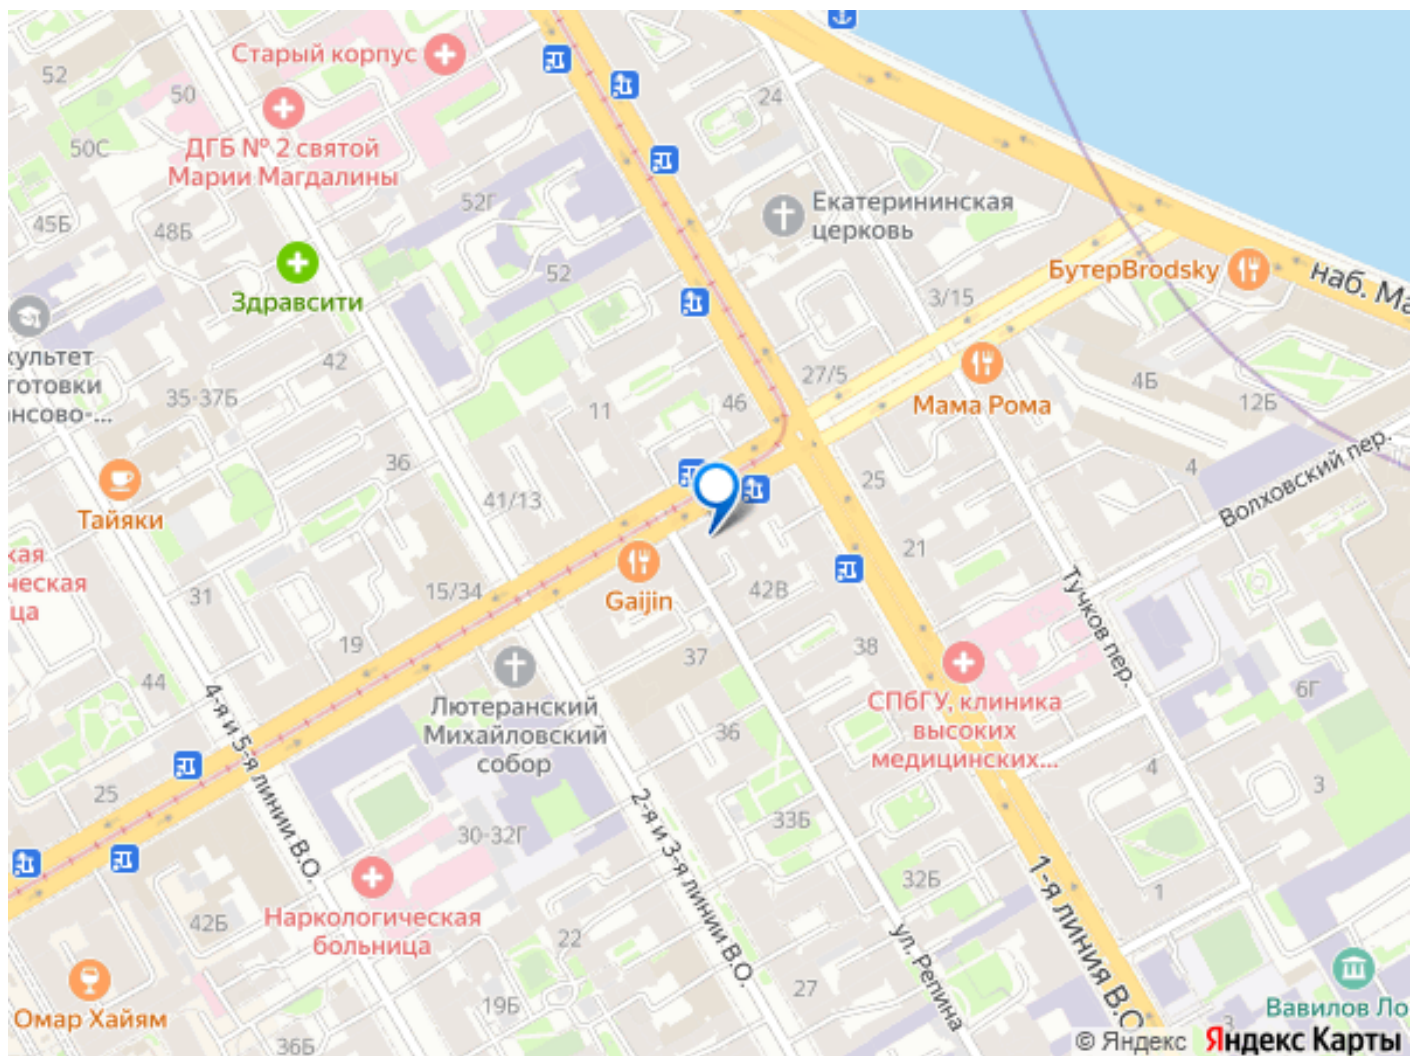 Старый корпус
52
50
24
50С
ДГБ № 2 святой
Марии Магдалины
52Г
Екатерининская
церковь
45Б
48Б
52
БутерBrodsky
наб. Ма
Здравсити
3/15
культет
готовки
нсово-...
42
35-37Б
27/5
4Б
12Б
11
46
Мама Рома
36
41/13
25
4
Волховский пер.
Тайяки
кая
ческая
ца
21
31
15/34
Gaijin
42В
Тучков пер.
19
37
38
44
4-я и 5-я линии В.О.
Лютеранский
Михайловский
собор
СПбГУ, клиника
высоких
медицинских...
6Г
36
25
4
3
2-я и 3-я линии В.О.
33Б
30-32Г
1-я линия В.О.
32Б
1
Наркологическая
больница
42Б
22
ул. Репина
27
19Б
Омар Хайям
36Б
Вавилов Ло
3
© Яндекс Яндекс Карты